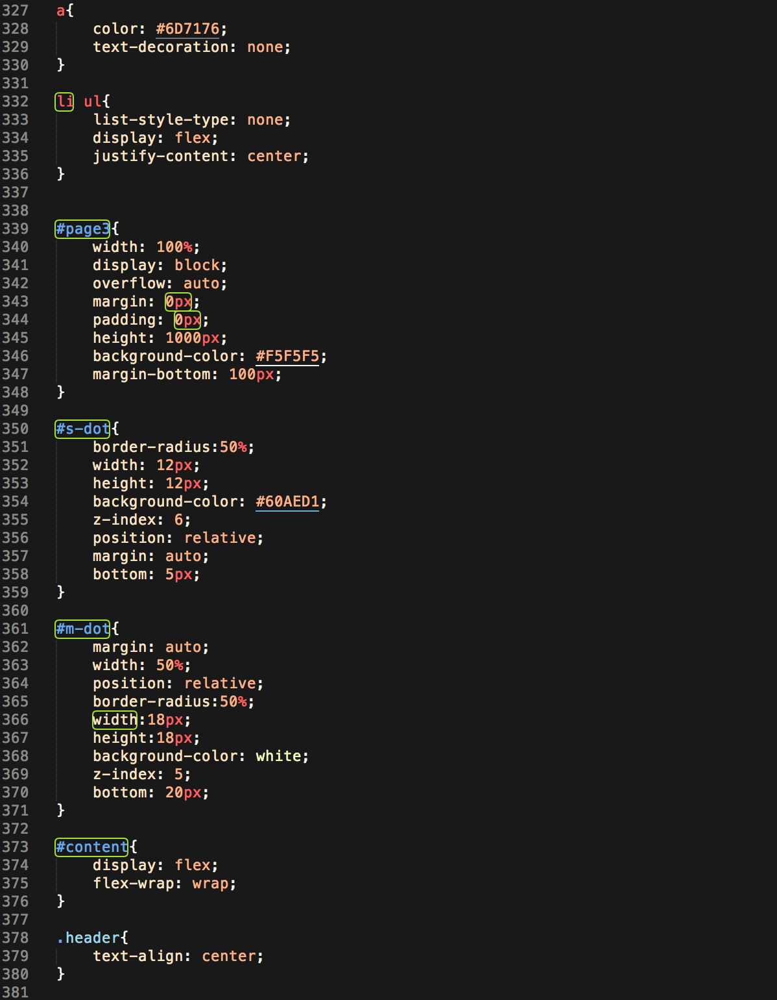 327 a{
328 color: #6D7176;
329 text-decoration: none;
330 }
331
332 li ul{
333 list-style-type: none;
334 display: flex;
335 justify-content: center;
336 }
337
338
339 #page3{
340 width: 100%;
341 display: block;
342 overflow: auto;
343 margin: 0px;
344 padding: 0px;
345 height: 1000px;
346 background-color: #F5F5F5;
347 margin-bottom: 100px;
348 }
349
350 #s-dot{
351 border-radius:50%;
352 width: 12px;
353 height: 12px;
354 background-color: #60AED1;
355 z-index: 6;
356 position: relative;
357 margin: auto;
358 bottom: 5px;
359 }
360
361 #m-dot{
362 margin: auto;
363 width: 50%;
364 position: relative;
365 border-radius:50%;
366 width:18px;
367 height:18px;
368 background-color: white;
369 z-index: 5;
370 bottom: 20px;
371 }
372
373 #content{
374 display: flex;
375 flex-wrap: wrap;
376 }
377
378 .header{
379 text-align: center;
380 }
381